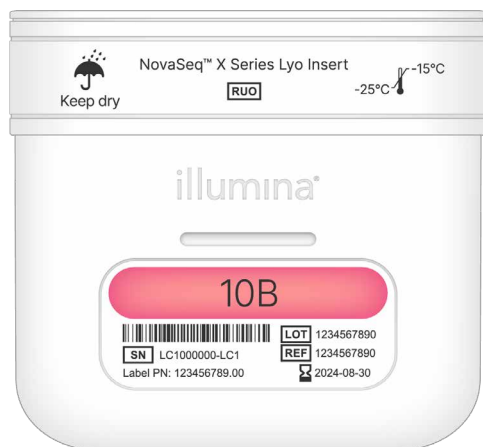 NovaSeq™ X Series Lyo Insert
RUO
Keep dry
-15°C
-25°C
illumina®
10B
LOT 1234567890
SN LC1000000-LC1
REF 1234567890
Label PN: 123456789.00
2024-08-30